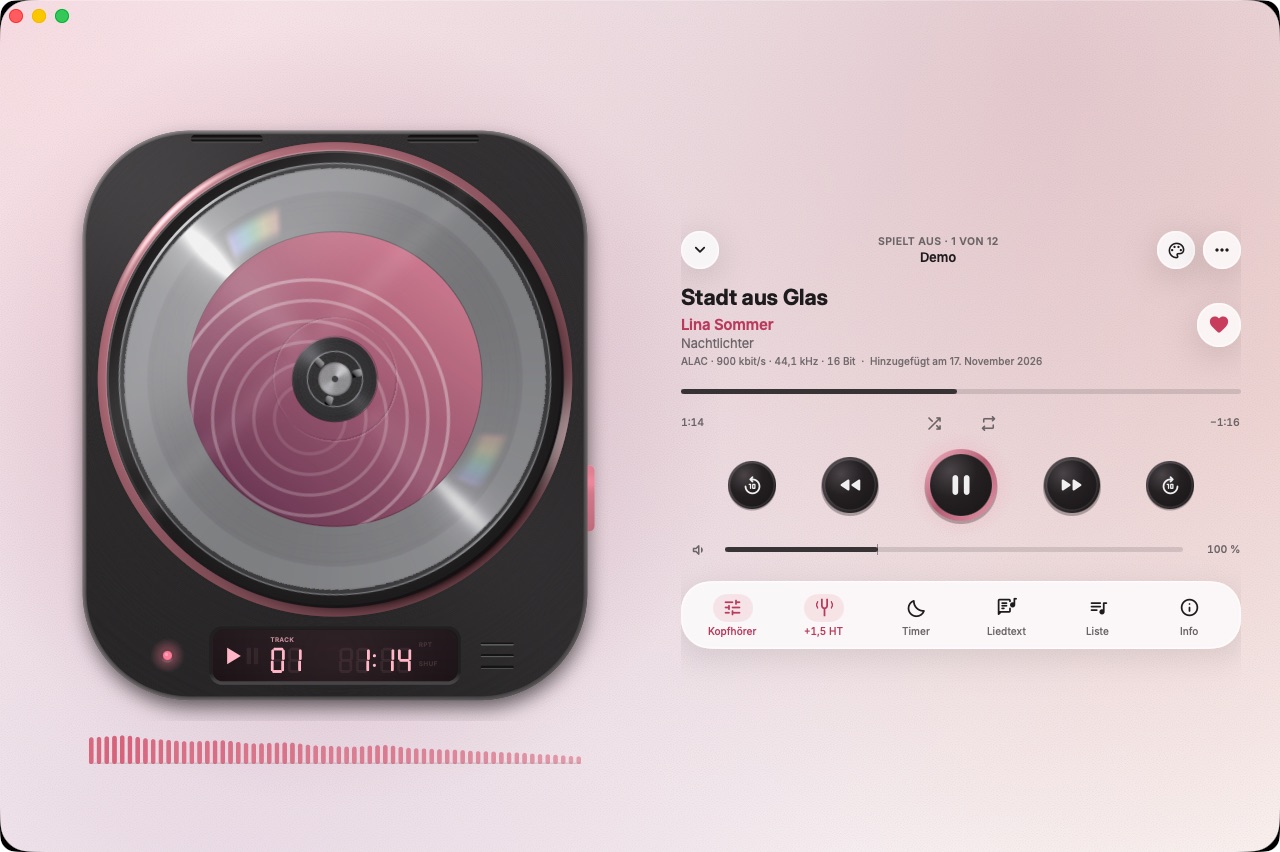 SPIELT AUS · 1 VON 12
Demo
Stadt aus Glas
Lina Sommer
Nachtlichter
ALAC · 900 kbit/s · 44,1 kHz · 16 Bit · Hinzugefügt am 17. November 2026
1:14
−1:16
10
10
100 %
Kopfhörer
+1,5 HT
Timer
Liedtext
Liste
Info
TRACK
01
1:14
RPT
SHUF